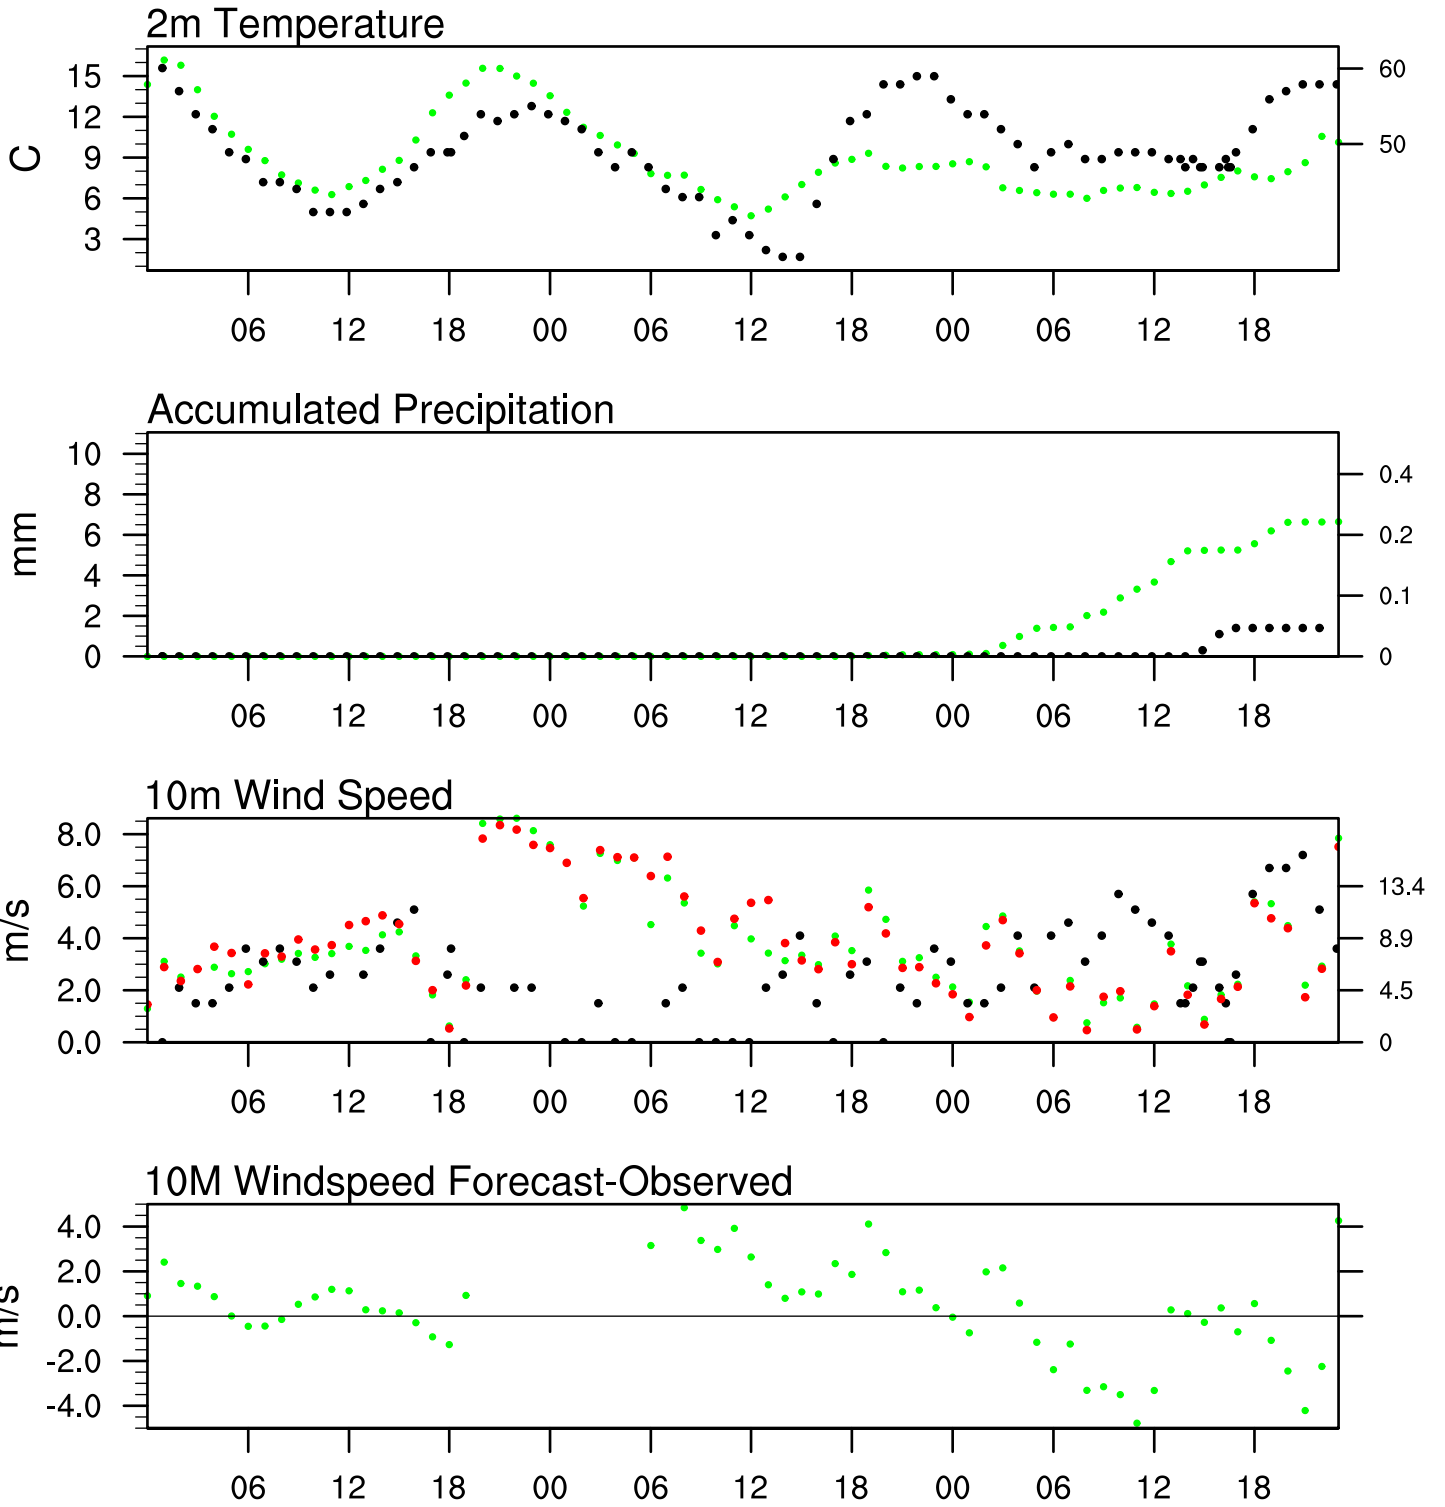 2m Temperature
C
15
12
9
6
3
60
50
06 12 18 00 06 12 18 00 06 12 18
Accumulated Precipitation
mm
10
8
6
4
2
0
0.4
0.2
0.1
0
06 12 18 00 06 12 18 00 06 12 18
10m Wind Speed
m/s
8.0
6.0
4.0
2.0
0.0
13.4
8.9
4.5
0
06 12 18 00 06 12 18 00 06 12 18
10M Windspeed Forecast-Observed
m/s
4.0
2.0
0.0
-2.0
-4.0
06 12 18 00 06 12 18 00 06 12 18